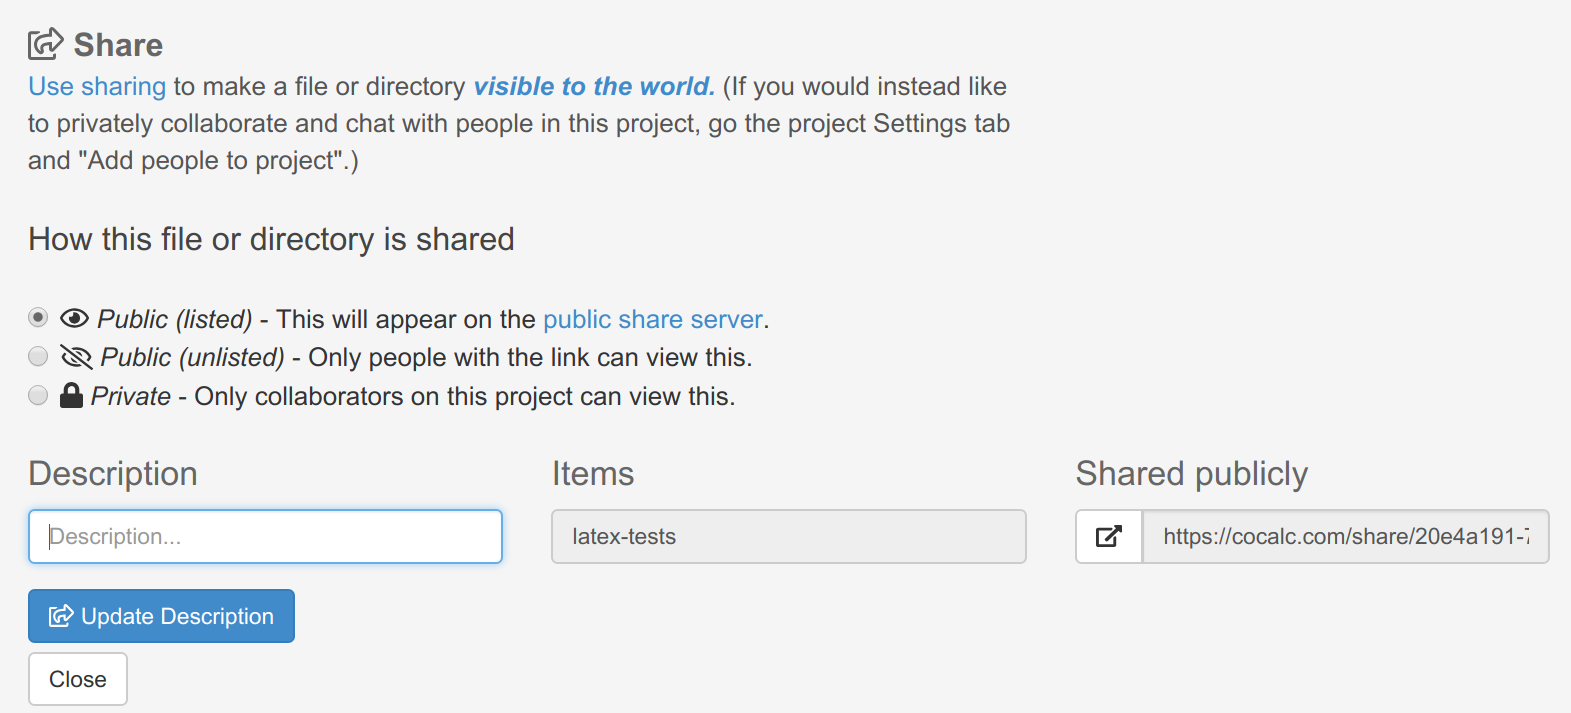 Share
Use sharing to make a file or directory visible to the world. (If you would instead like
to privately collaborate and chat with people in this project, go the project Settings tab
and "Add people to project".)
How this file or directory is shared
Public (listed) - This will appear on the public share server.
Public (unlisted) - Only people with the link can view this.
Private - Only collaborators on this project can view this.
Description
Items
Shared publicly
Description...
latex-tests
https://cocalc.com/share/20e4a191-7
Update Description
Close